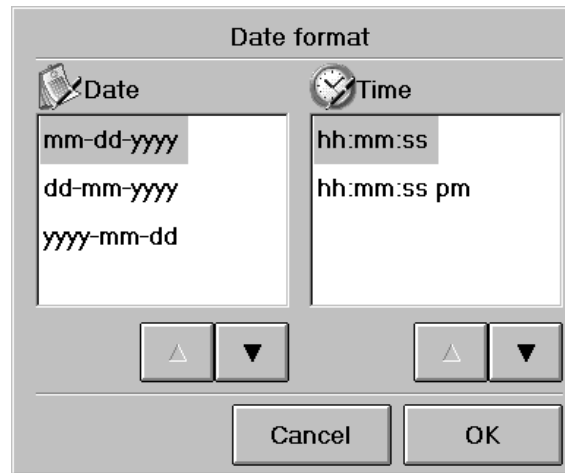 Date format
Date
Time
mm-dd-yyyy
dd-mm-yyyy
yyyy-mm-dd
hh:mm:ss
hh:mm:ss pm
Cancel
OK